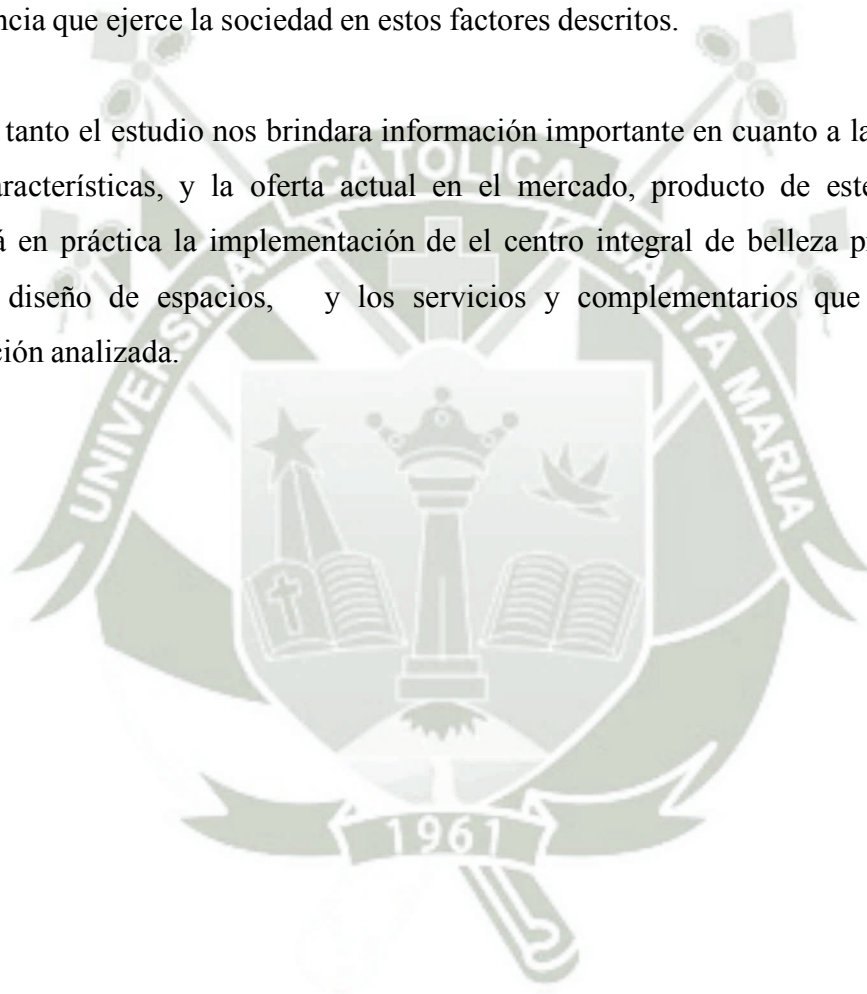 ncia que ejerce la sociedad en estos factores descritos.
tanto el estudio nos brindara información importante en cuanto a la
aracterísticas, y la oferta actual en el mercado, producto de este
á en práctica la implementación de el centro integral de belleza p
diseño de espacios, y los servicios y complementarios que
ción analizada.
UNIVERSIDAD CATOLICA SANTA MARIA
1961